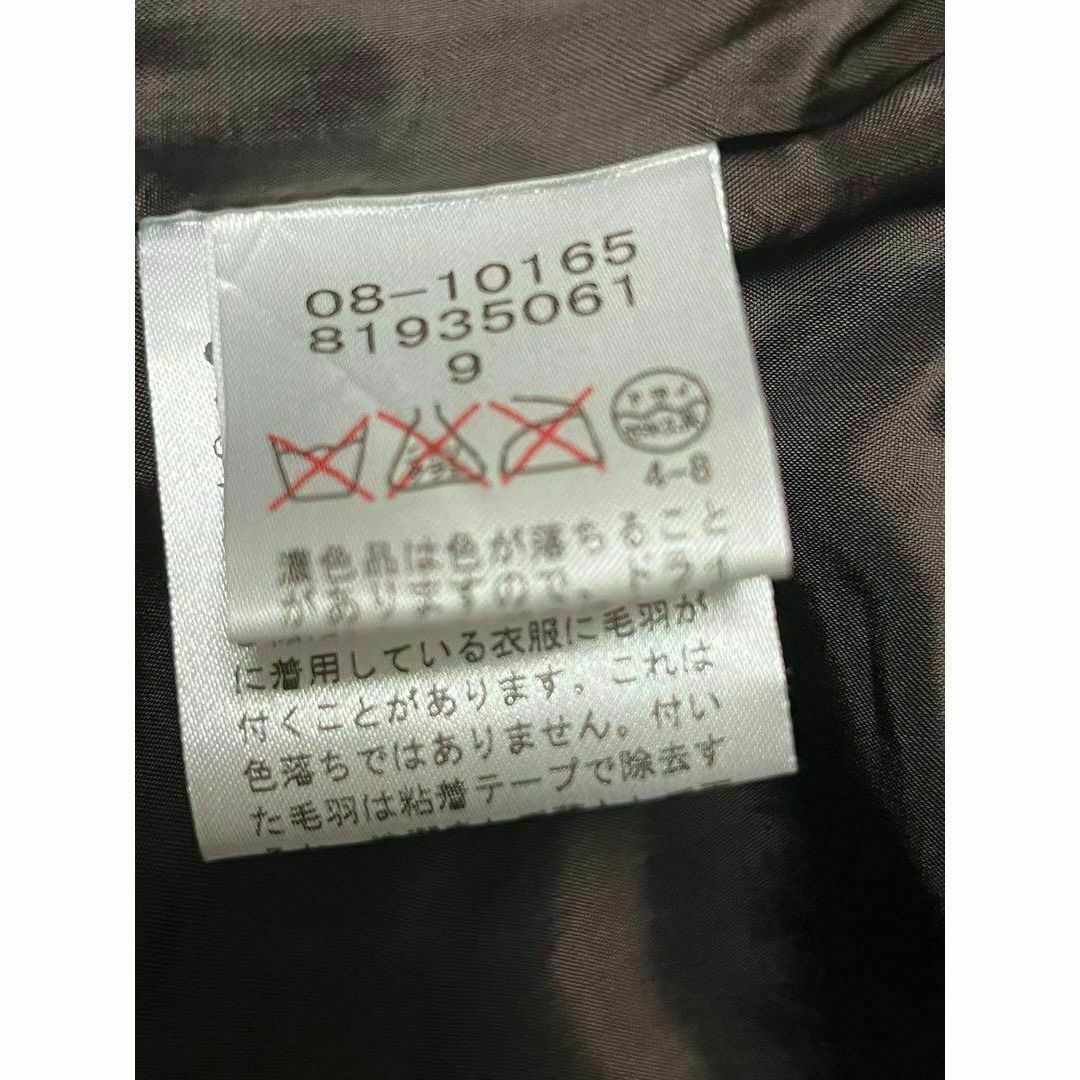 08-10165
81935061
9
4-8
濃色品は色が落ちること
がありますので、ドライ
に着用している衣服に毛羽が
付くことがあります。これは
色落ちではありません。付い
た毛羽は粘着テープで除去す